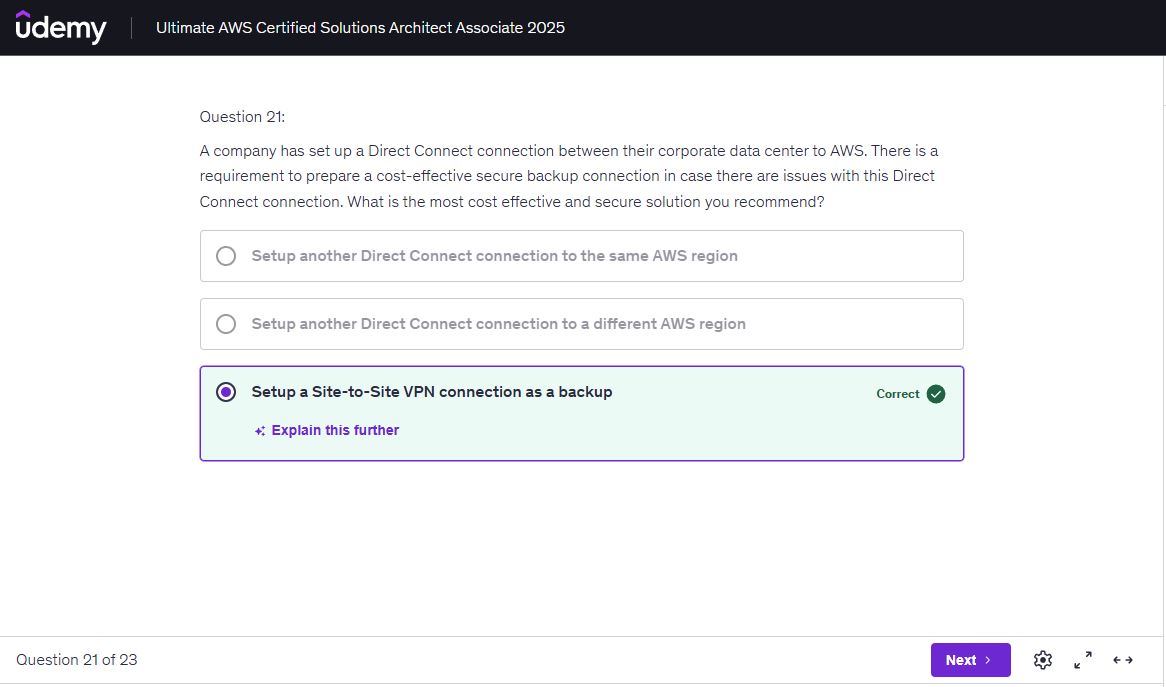 ûdemy
Ultimate AWS Certified Solutions Architect Associate 2025
Question 21:
A company has set up a Direct Connect connection between their corporate data center to AWS. There is a
requirement to prepare a cost-effective secure backup connection in case there are issues with this Direct
Connect connection. What is the most cost effective and secure solution you recommend?
Setup another Direct Connect connection to the same AWS region
Setup another Direct Connect connection to a different AWS region
Setup a Site-to-Site VPN connection as a backup
Correct
Explain this further
Question 21 of 23
Next